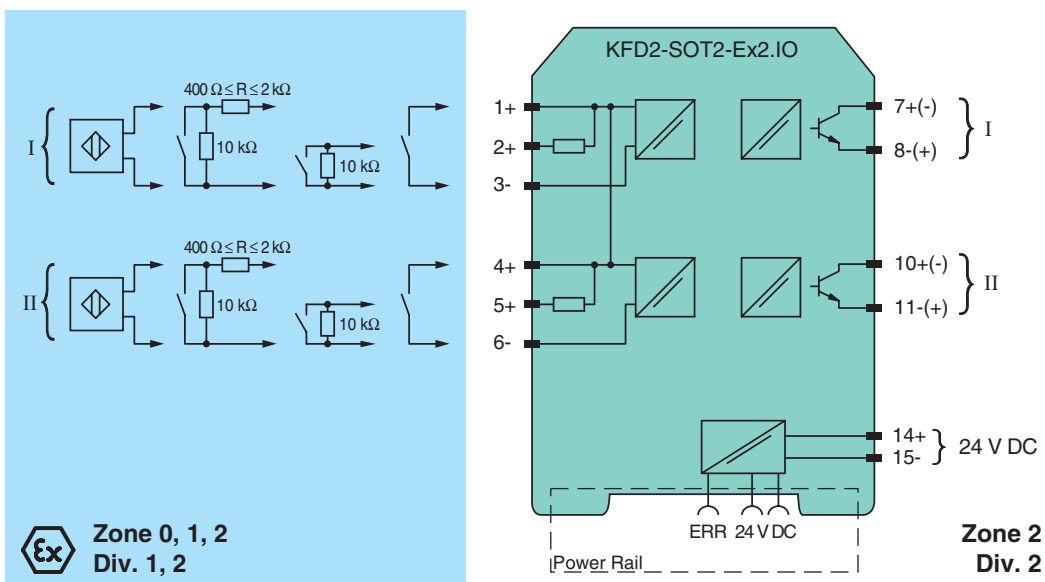 KFD2-SOT2-Ex2.IO
400 Ω ≤ R ≤ 2 kΩ
I
10 kΩ
10 kΩ
1+
2+
3-
7+(-)
8-(+)
I
400 Ω ≤ R ≤ 2 kΩ
II
10 kΩ
10 kΩ
4+
5+
6-
10+(-)
11-(+)
II
14+
15-
24 V DC
ERR 24 V DC
Power Rail
Ex
Zone 0, 1, 2
Div. 1, 2
Zone 2
Div. 2